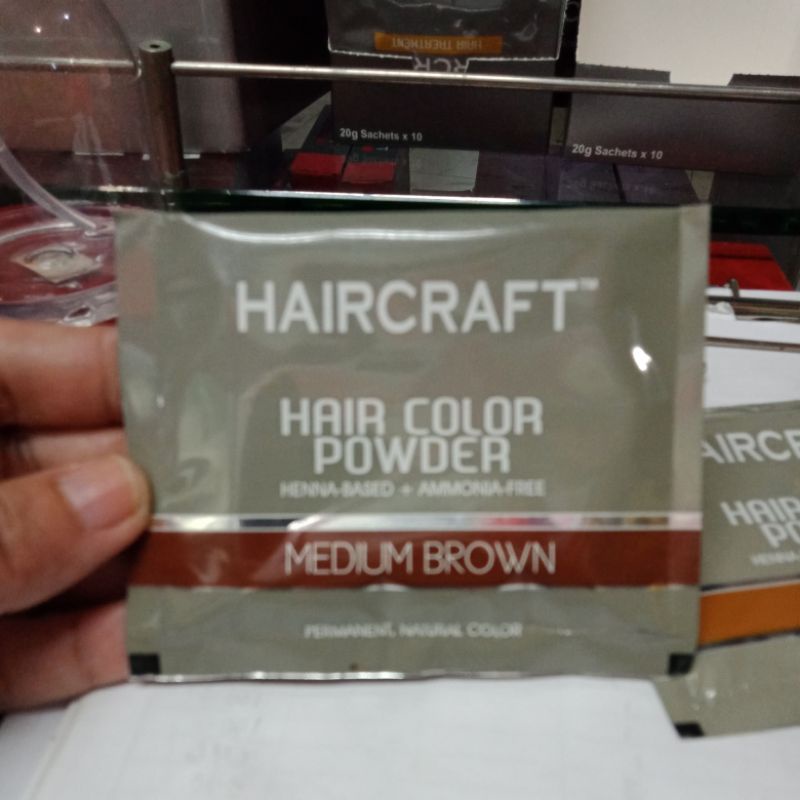 HAIR TREATMENT
20g Sachets x 10
20g Sachets x 10
HAIRCRAFT™
HAIR COLOR
POWDER
HENNA-BASED + AMMONIA-FREE
MEDIUM BROWN
PERMANENT, NATURAL COLOR